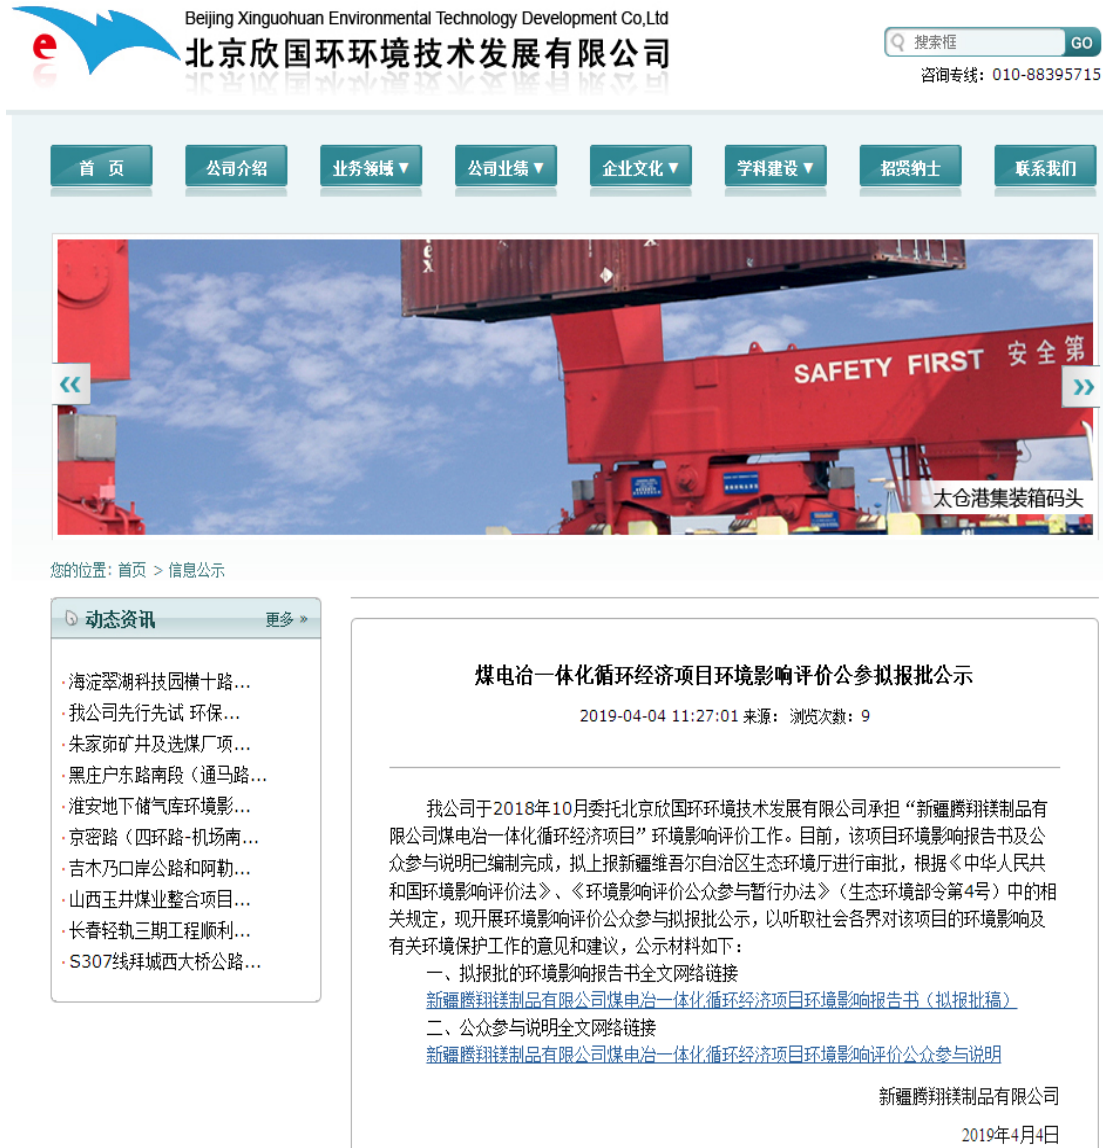 Beijing Xinguohuan Environmental Technology Development Co,Ltd
e
北京欣国环环境技术发展有限公司
搜索框
GO
咨询专线：010-88395715
首 页
公司介绍
业务领域▼
公司业绩▼
企业文化▼
学科建设▼
招贤纳士
联系我们
SAFETY FIRST 安全第
太仓港集装箱码头
您的位置：首页 > 信息公示
动态资讯
更多 »
·海淀翠湖科技园横十路...
·我公司先行先试 环保...
·朱家峁矿井及选煤厂项...
·黑庄户东路南段（通马路...
·淮安地下储气库环境影...
·京密路（四环路-机场南...
·吉木乃口岸公路和阿勒...
·山西玉井煤业整合项目...
·长春轻轨三期工程顺利...
·S307线拜城西大桥公路...
煤电冶一体化循环经济项目环境影响评价公参拟报批公示
2019-04-04 11:27:01 来源： 浏览次数：9
我公司于2018年10月委托北京欣国环环境技术发展有限公司承担“新疆腾翔镁制品有
限公司煤电冶一体化循环经济项目”环境影响评价工作。目前，该项目环境影响报告书及公
众参与说明已编制完成，拟上报新疆维吾尔自治区生态环境厅进行审批，根据《中华人民共
和国环境影响评价法》、《环境影响评价公众参与暂行办法》（生态环境部令第4号）中的相
关规定，现开展环境影响评价公众参与拟报批公示，以听取社会各界对该项目的环境影响及
有关环境保护工作的意见和建议，公示材料如下：
一、拟报批的环境影响报告书全文网络链接
新疆腾翔镁制品有限公司煤电冶一体化循环经济项目环境影响报告书（拟报批稿）
二、公众参与说明全文网络链接
新疆腾翔镁制品有限公司煤电冶一体化循环经济项目环境影响评价公众参与说明
新疆腾翔镁制品有限公司
2019年4月4日